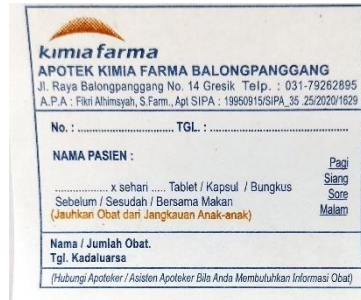 kimia farma
APOTEK KIMIA FARMA BALONGPANGGANG
Jl. Raya Balongpanggang No. 14 Gresik Telp. : 031-79262895
A.P.A : Fikri Alhimsyah, S.Farm., Apt SIPA : 19950915/SIPA_35 .25/2020/1629
No. : .......................... TGL. : ......................................
NAMA PASIEN :
Pagi
Siang
................ x sehari ..... Tablet / Kapsul / Bungkus
Sore
Sebelum / Sesudah / Bersama Makan
Malam
(Jauhkan Obat dari Jangkauan Anak-anak)
Nama / Jumlah Obat.
Tgl. Kadaluarsa
(Hubungi Apoteker / Asisten Apoteker Bila Anda Membutuhkan Informasi Obat)